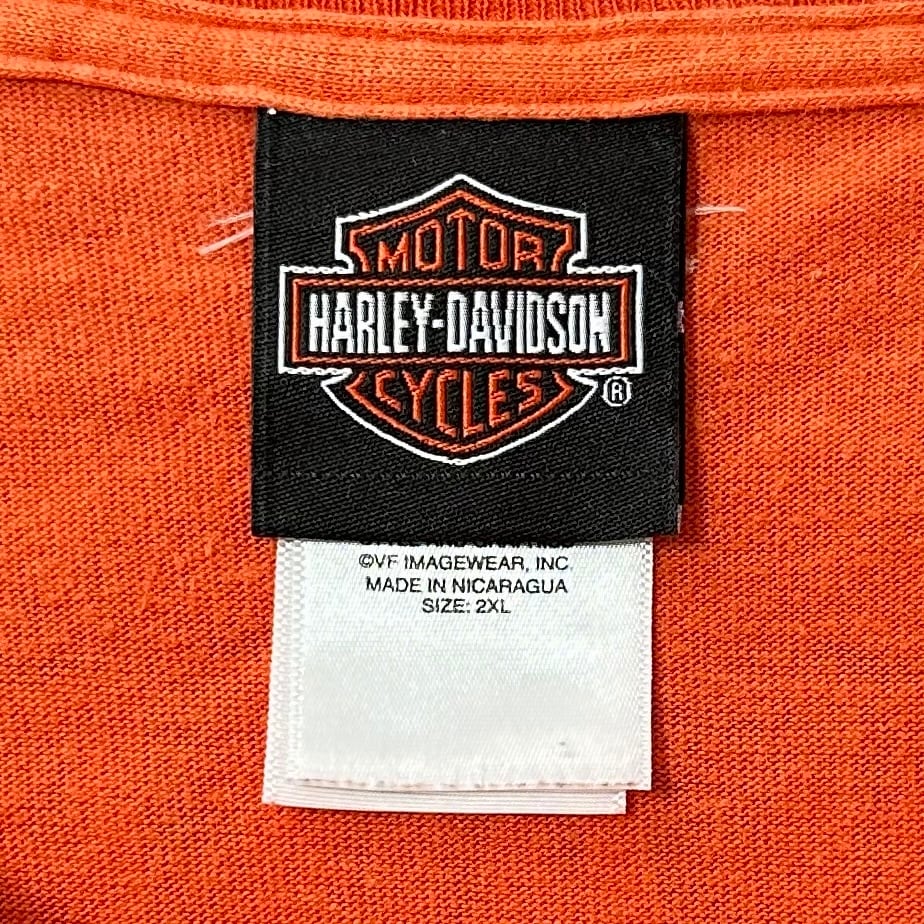 MOTOR
HARLEY-DAVIDSON
CYCLES
®
©VF IMAGEWEAR, INC.
MADE IN NICARAGUA
SIZE: 2XL